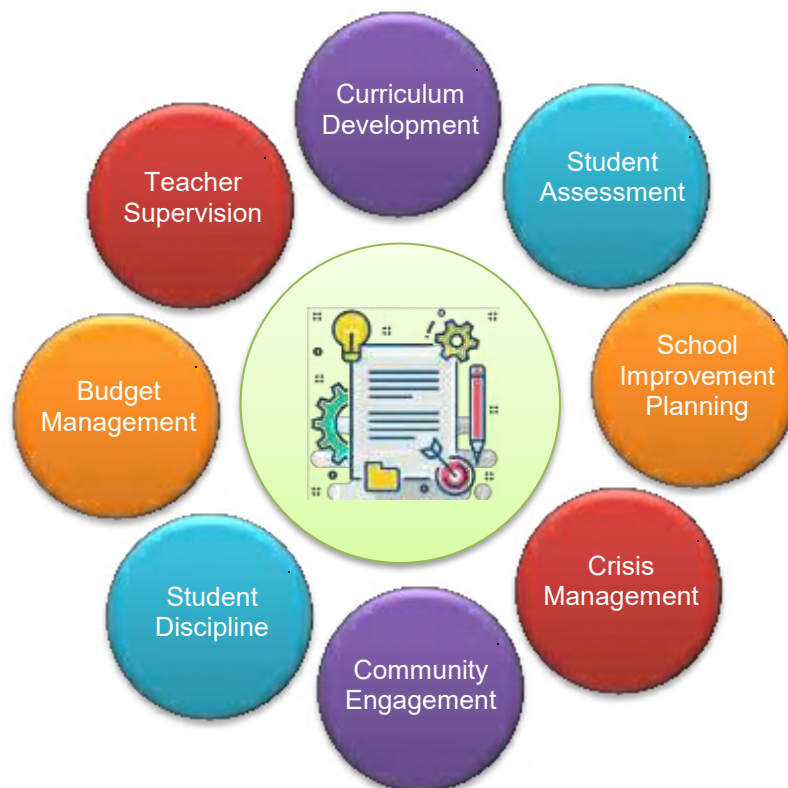 Curriculum
Development
Student
Assessment
School
Improvement
Planning
Crisis
Management
Community
Engagement
Student
Discipline
Budget
Management
Teacher
Supervision